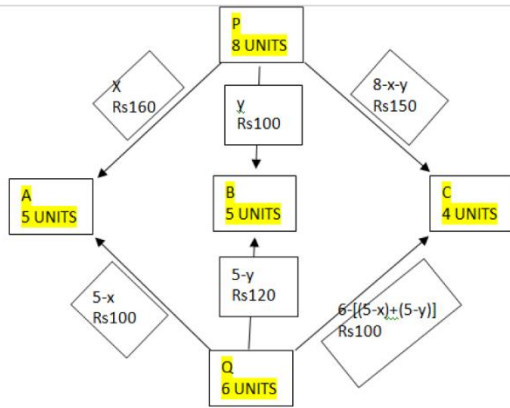 P
8 UNITS
X
Rs160
y
Rs100
8-x-y
Rs150
A
5 UNITS
B
5 UNITS
C
4 UNITS
5-x
Rs100
5-y
Rs120
6-[(5-x)+(5-y)]
Rs100
Q
6 UNITS